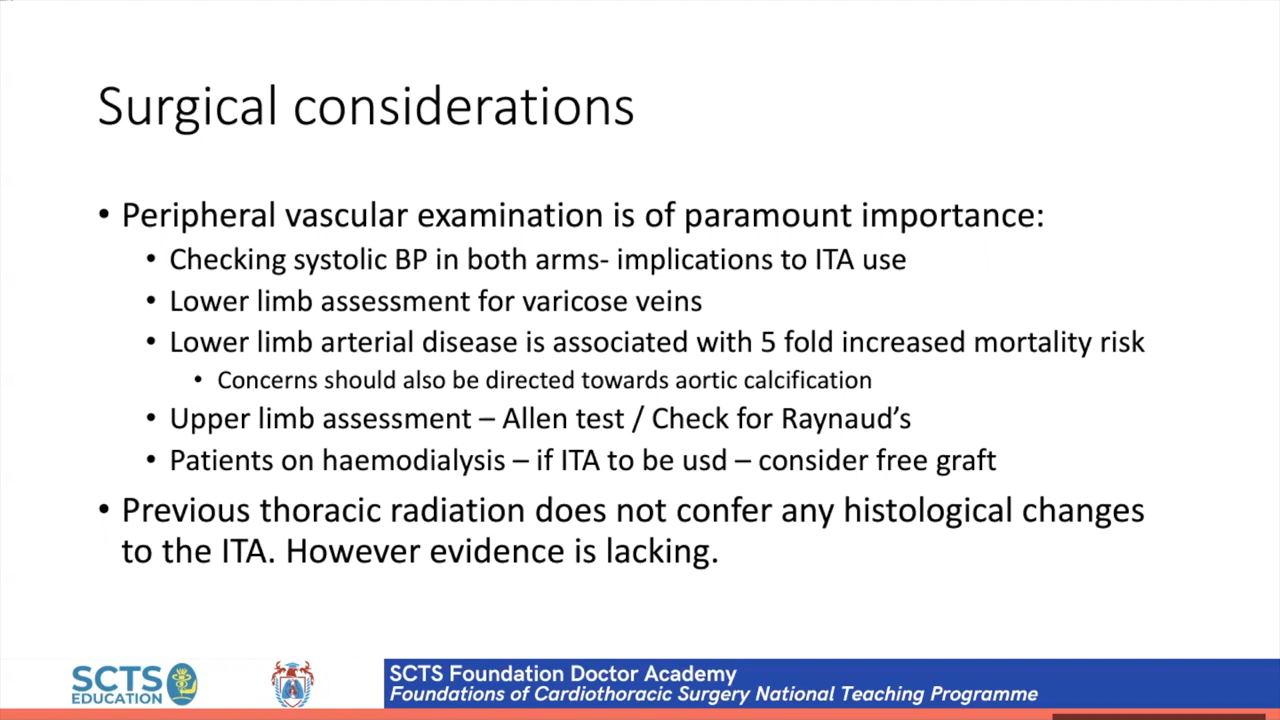 Surgical considerations
• Peripheral vascular examination is of paramount importance:
• Checking systolic BP in both arms- implications to ITA use
• Lower limb assessment for varicose veins
• Lower limb arterial disease is associated with 5 fold increased mortality risk
• Concerns should also be directed towards aortic calcification
• Upper limb assessment – Allen test / Check for Raynaud’s
• Patients on haemodialysis – if ITA to be usd – consider free graft
• Previous thoracic radiation does not confer any histological changes
to the ITA. However evidence is lacking.
SCTS
EDUCATION
SCTS Foundation Doctor Academy
Foundations of Cardiothoracic Surgery National Teaching Programme